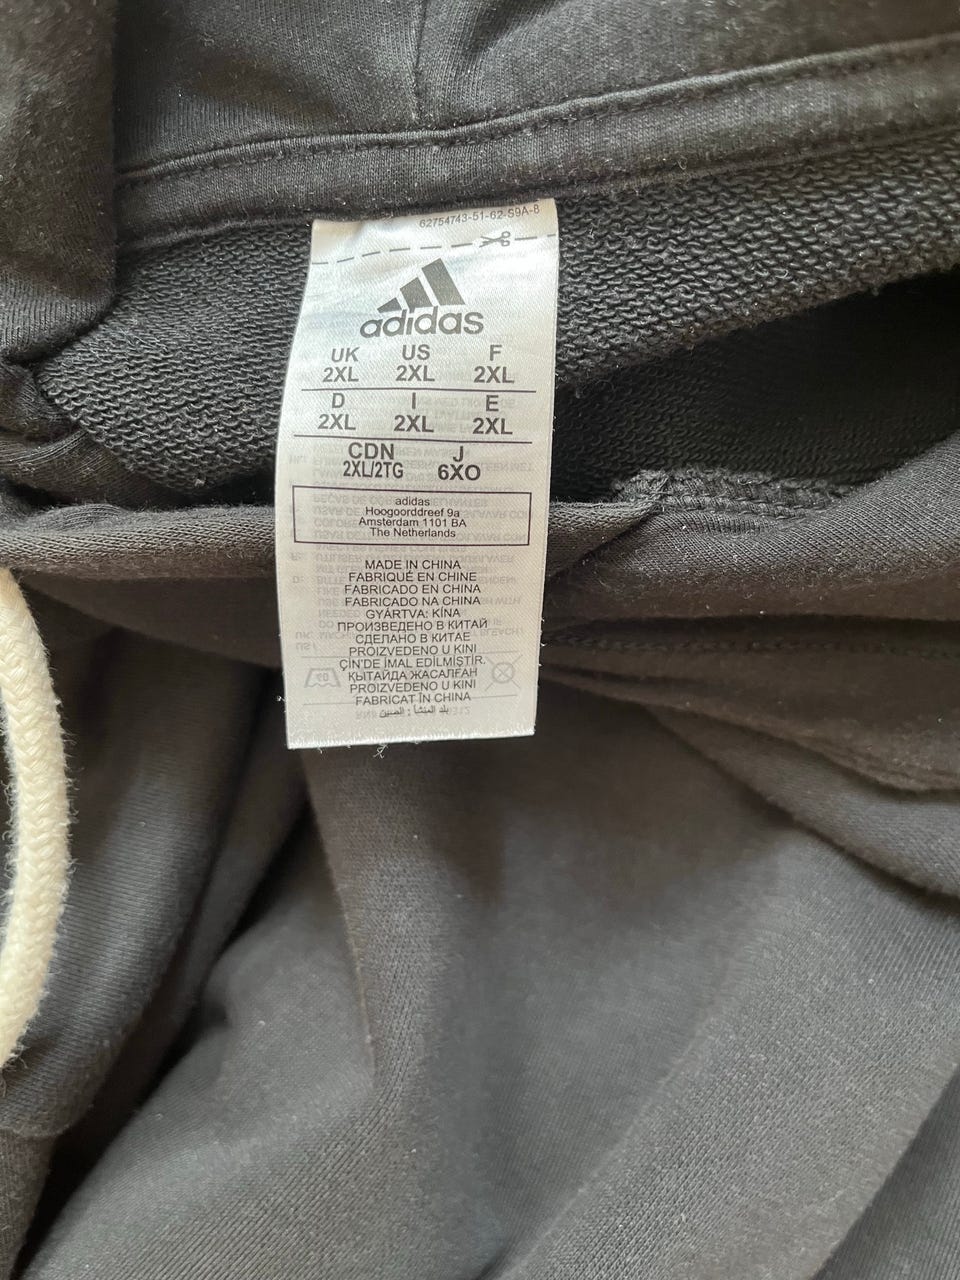 62754743-51-62-S9A-8
adidas
UK US F
2XL 2XL 2XL
D I E
2XL 2XL 2XL
CDN J
2XL/2TG 6XO
adidas
Hoogoorddreef 9a
Amsterdam 1101 BA
The Netherlands
MADE IN CHINA
FABRIQUÉ EN CHINE
FABRICADO EN CHINA
FABRICADO NA CHINA
GYÁRTVA: KÍNA
ПРОИЗВЕДЕНО В КИТАЙ
СДЕЛАНО В КИТАЕ
PROIZVEDENO U KINI
ÇİN'DE İMAL EDİLMİŞTİR.
ҚЫТАЙДА ЖАСАЛҒАН
PROIZVEDENO U KINI
FABRICAT ÎN CHINA
بلد المنشأ : الصين